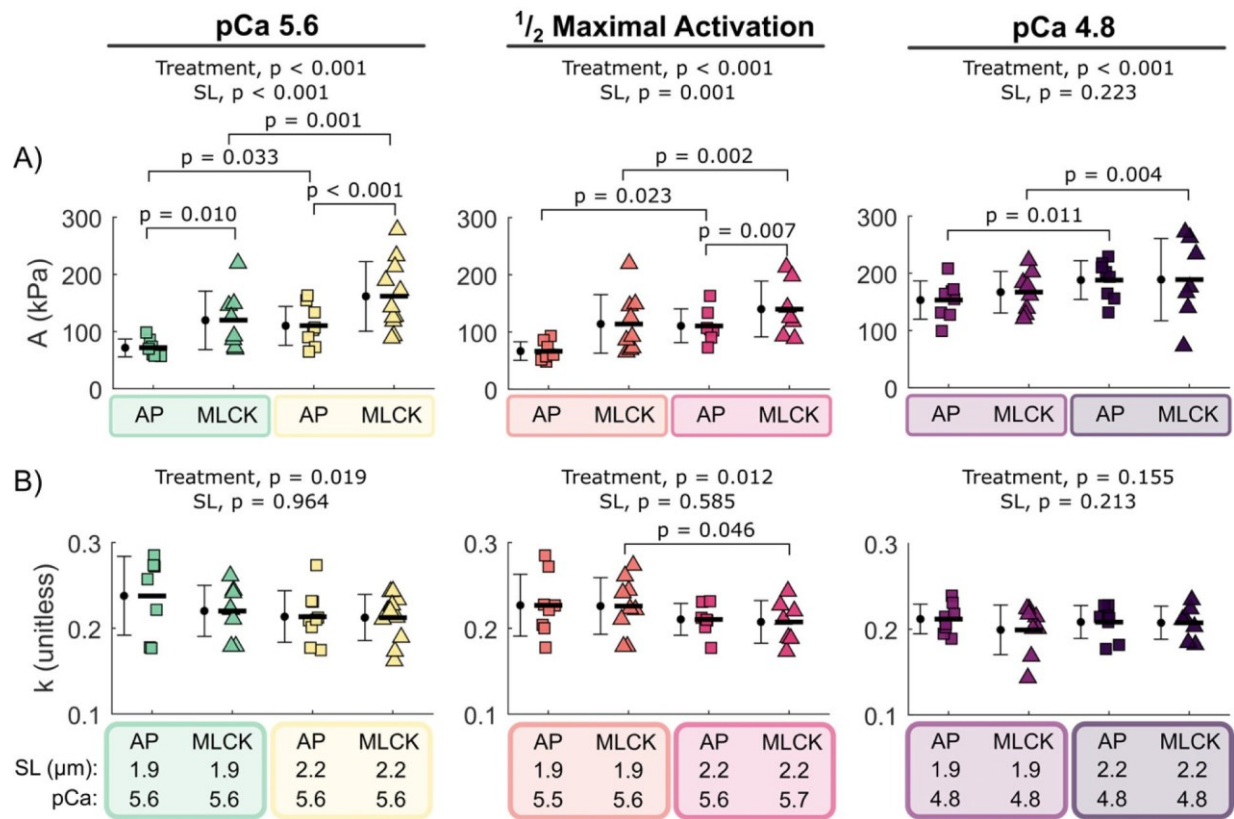 pCa 5.6
1/2 Maximal Activation
pCa 4.8
Treatment, p < 0.001
SL, p < 0.001
Treatment, p < 0.001
SL, p = 0.001
Treatment, p < 0.001
SL, p = 0.223
A)
p = 0.001
p = 0.033
p < 0.001
p = 0.010
p = 0.002
p = 0.023
p = 0.007
p = 0.004
p = 0.011
A (kPa)
300
200
100
0
300
200
100
0
300
200
100
0
AP MLCK AP MLCK
AP MLCK AP MLCK
AP MLCK AP MLCK
B)
Treatment, p = 0.019
SL, p = 0.964
Treatment, p = 0.012
SL, p = 0.585
p = 0.046
Treatment, p = 0.155
SL, p = 0.213
k (unitless)
0.3
0.2
0.1
0.3
0.2
0.1
0.3
0.2
0.1
AP MLCK AP MLCK AP MLCK AP MLCK AP MLCK AP MLCK
SL (μm): 1.9 1.9 2.2 2.2 1.9 1.9 2.2 2.2 1.9 1.9 2.2 2.2
pCa: 5.6 5.6 5.6 5.6 5.5 5.6 5.6 5.7 4.8 4.8 4.8 4.8